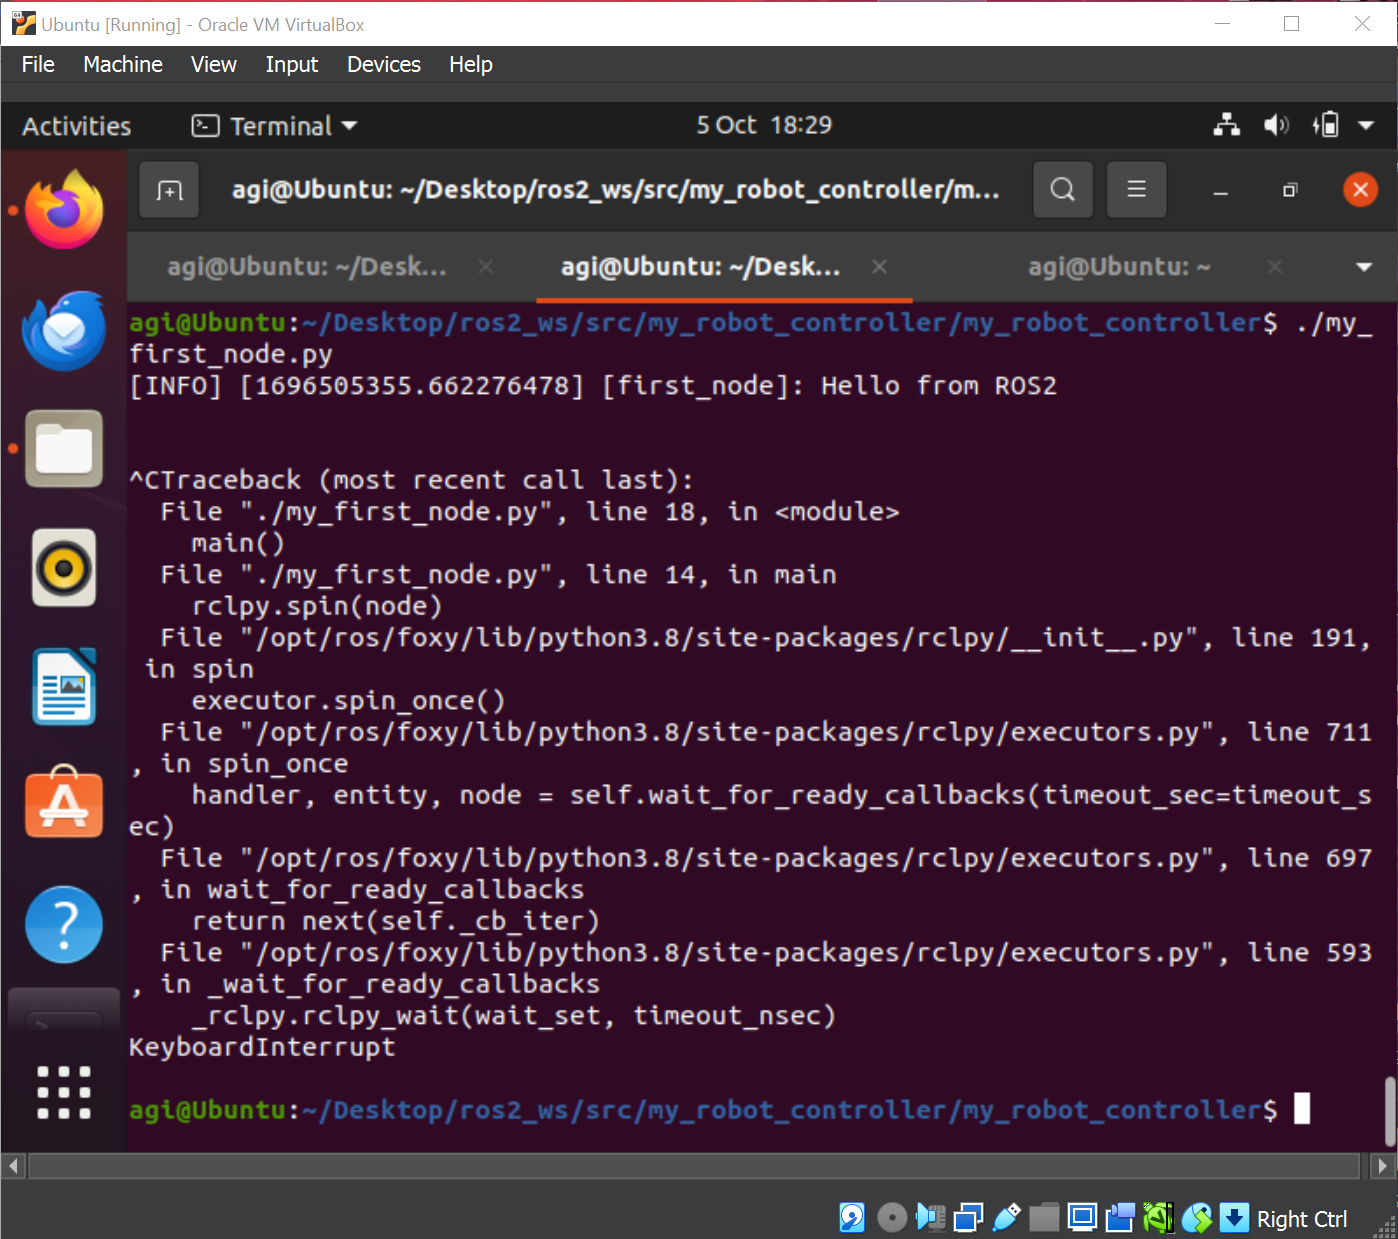 Ubuntu [Running] - Oracle VM VirtualBox
File Machine View Input Devices Help
Activities Terminal 5 Oct 18:29
agi@Ubuntu: ~/Desktop/ros2_ws/src/my_robot_controller/m...
agi@Ubuntu: ~/Desk... agi@Ubuntu: ~/Desk... agi@Ubuntu: ~
agi@Ubuntu:~/Desktop/ros2_ws/src/my_robot_controller/my_robot_controller$ ./my_
first_node.py
[INFO] [1696505355.662276478] [first_node]: Hello from ROS2
^CTraceback (most recent call last):
File "./my_first_node.py", line 18, in <module>
main()
File "./my_first_node.py", line 14, in main
rclpy.spin(node)
File "/opt/ros/foxy/lib/python3.8/site-packages/rclpy/__init__.py", line 191,
in spin
executor.spin_once()
File "/opt/ros/foxy/lib/python3.8/site-packages/rclpy/executors.py", line 711
, in spin_once
handler, entity, node = self.wait_for_ready_callbacks(timeout_sec=timeout_s
ec)
File "/opt/ros/foxy/lib/python3.8/site-packages/rclpy/executors.py", line 697
, in wait_for_ready_callbacks
return next(self._cb_iter)
File "/opt/ros/foxy/lib/python3.8/site-packages/rclpy/executors.py", line 593
, in _wait_for_ready_callbacks
_rclpy.rclpy_wait(wait_set, timeout_nsec)
KeyboardInterrupt
agi@Ubuntu:~/Desktop/ros2_ws/src/my_robot_controller/my_robot_controller$
Right Ctrl